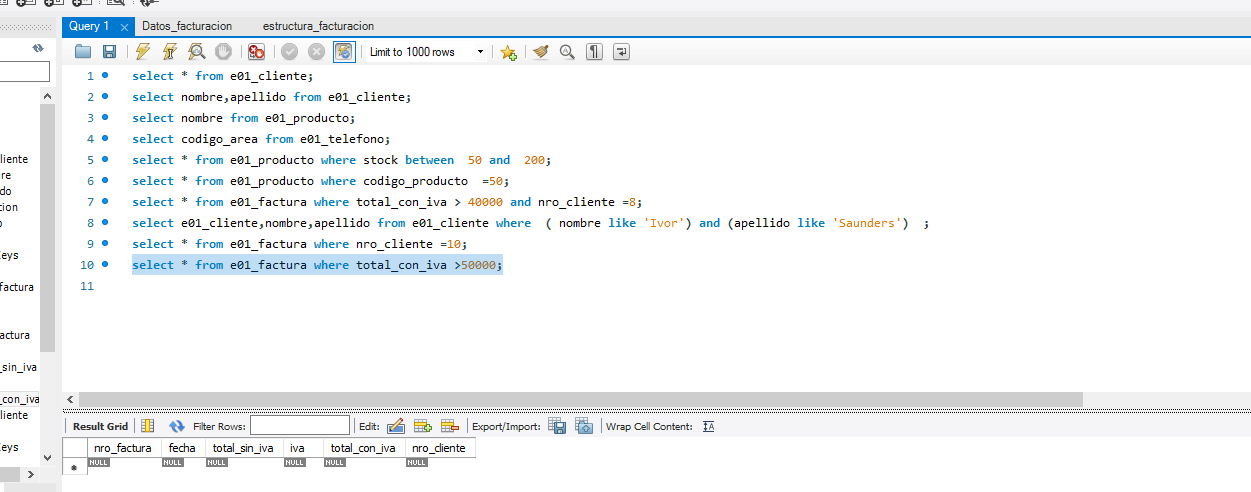 Query 1 × Datos_facturacion estructura_facturacion
Limit to 1000 rows
1 select * from e01_cliente;
2 select nombre,apellido from e01_cliente;
3 select nombre from e01_producto;
4 select codigo_area from e01_telefono;
5 select * from e01_producto where stock between  50 and  200;
6 select * from e01_producto where codigo_producto  =50;
7 select * from e01_factura where total_con_iva > 40000 and nro_cliente =8;
8 select e01_cliente,nombre,apellido from e01_cliente where  ( nombre like 'Ivor') and (apellido like 'Saunders')  ;
9 select * from e01_factura where nro_cliente =10;
10 select * from e01_factura where total_con_iva >50000;
11
liente
re
do
cion
o
eys
factura
actura
_sin_iva
_con_iva
liente
eys
Result Grid Filter Rows: Edit: Export/Import: Wrap Cell Content: IA
nro_factura fecha total_sin_iva iva total_con_iva nro_cliente
NULL NULL NULL NULL NULL NULL